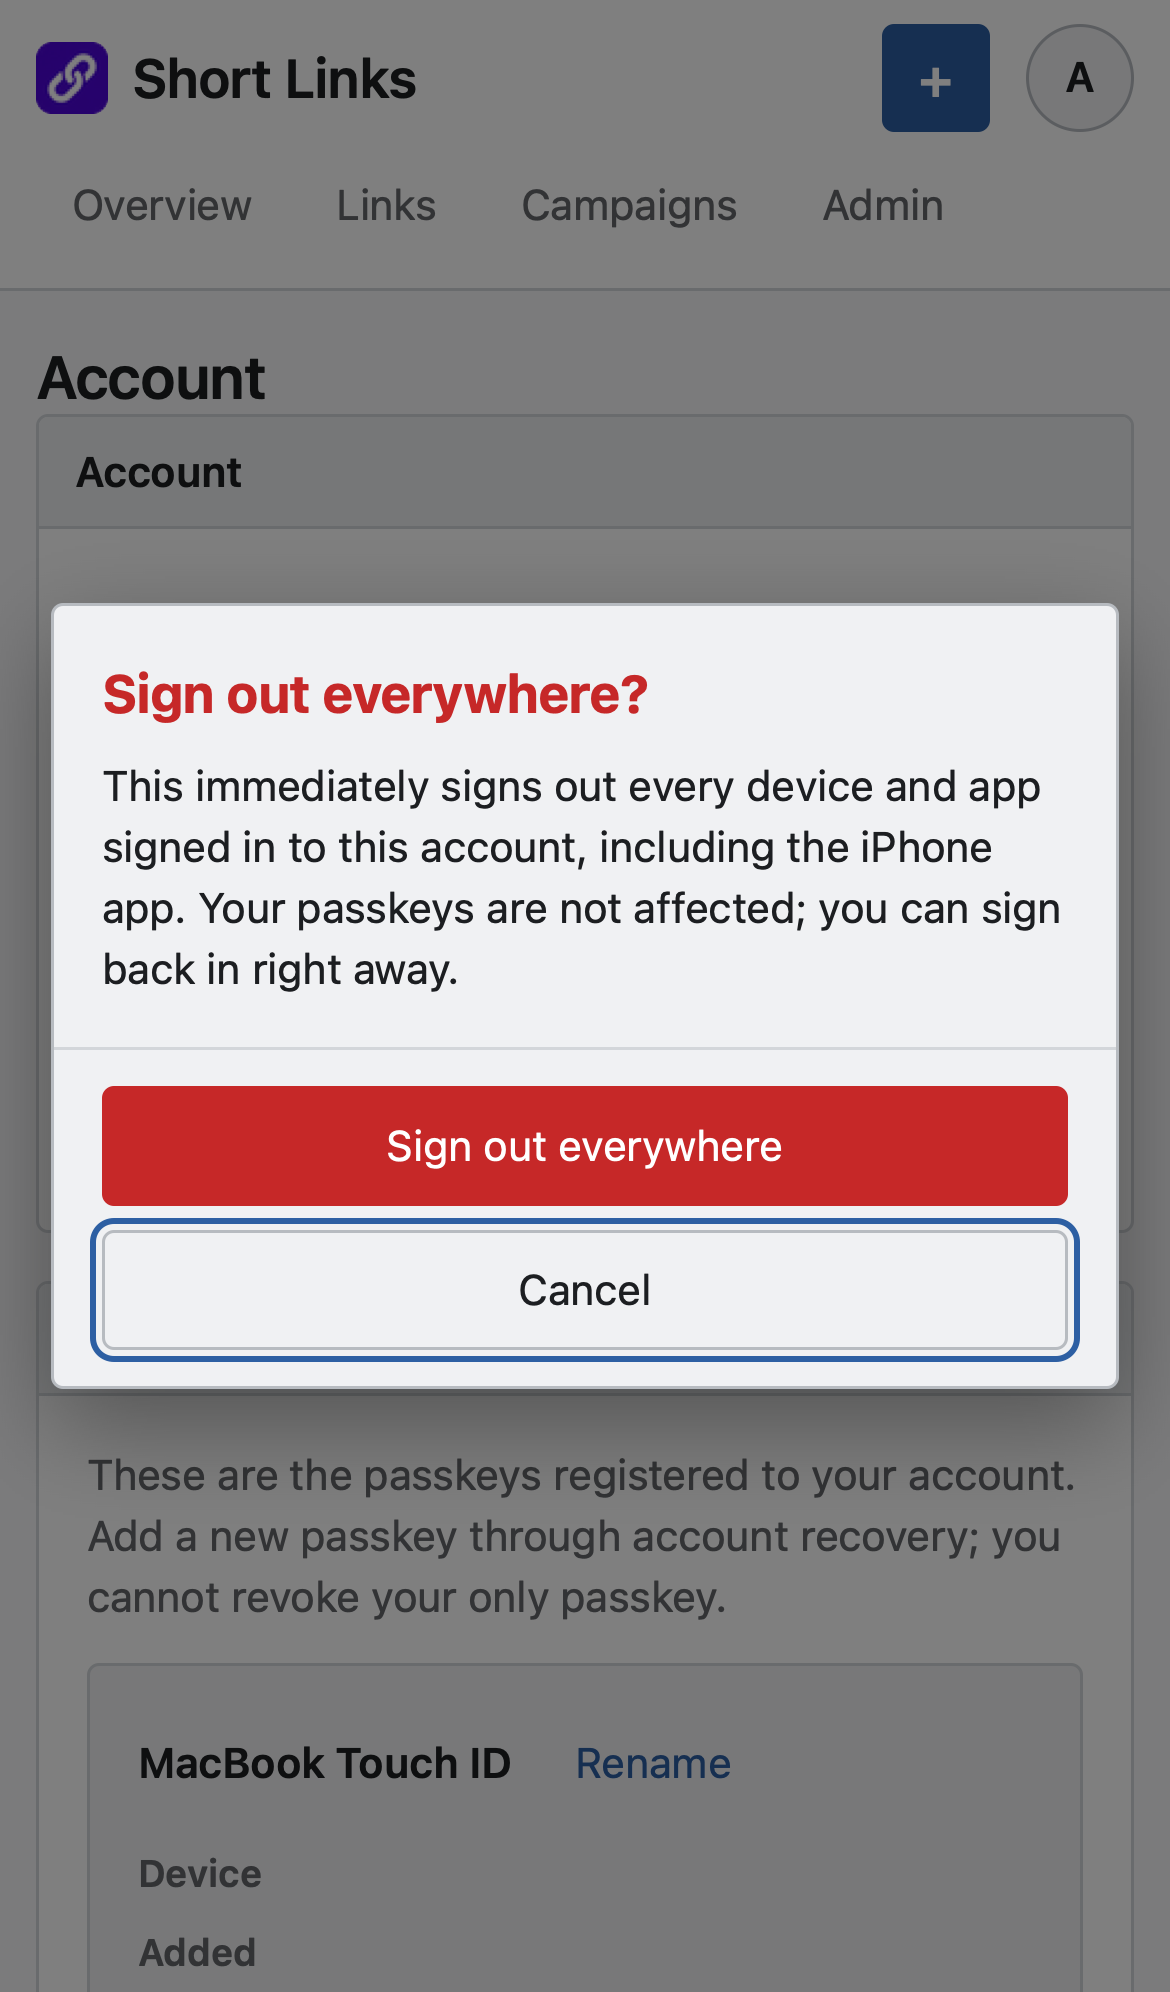 Short Links
+
A
Overview Links Campaigns Admin
Account
Account
Sign out everywhere?
This immediately signs out every device and app
signed in to this account, including the iPhone
app. Your passkeys are not affected; you can sign
back in right away.
Sign out everywhere
Cancel
These are the passkeys registered to your account.
Add a new passkey through account recovery; you
cannot revoke your only passkey.
MacBook Touch ID Rename
Device
Added